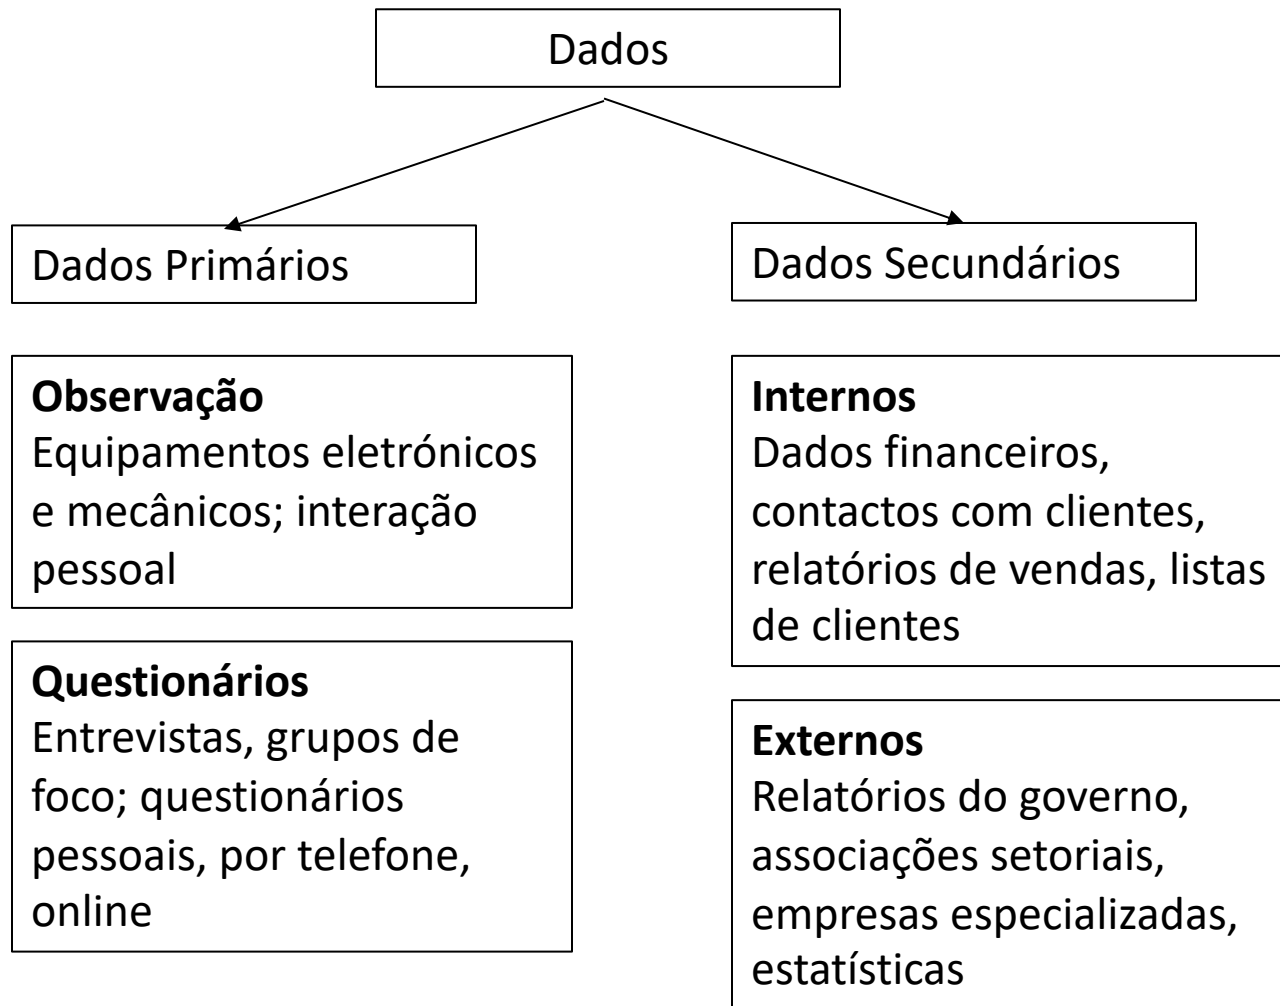 Dados
Dados Primários
Dados Secundários
Observação
Equipamentos eletrónicos
e mecânicos; interação
pessoal
Questionários
Entrevistas, grupos de
foco; questionários
pessoais, por telefone,
online
Internos
Dados financeiros,
contactos com clientes,
relatórios de vendas, listas
de clientes
Externos
Relatórios do governo,
associações setoriais,
empresas especializadas,
estatísticas